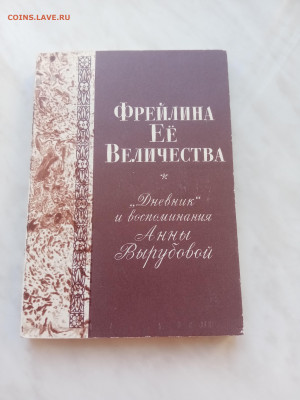 COINS.LAVE.RU
ФРЕЙЛИНА
ЕЁ
ВЕЛИЧЕСТВА
*
„Дневник“
и воспоминания
Анны
Вырубовой